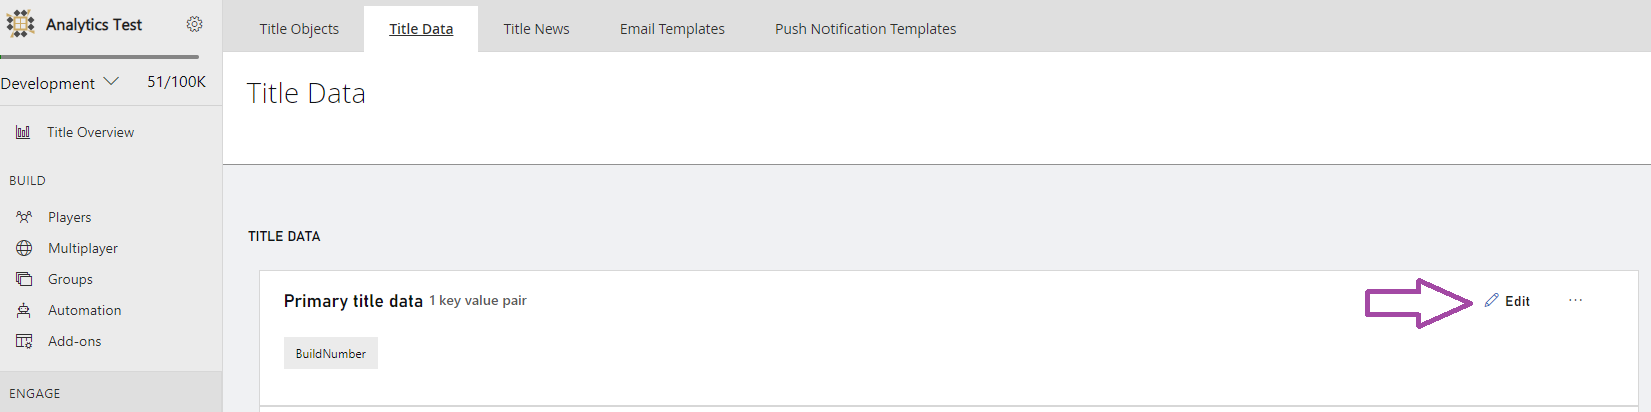 Analytics Test
Development 51/100K
Title Overview
BUILD
Players
Multiplayer
Groups
Automation
Add-ons
ENGAGE
Title Objects Title Data Title News Email Templates Push Notification Templates
Title Data
TITLE DATA
Primary title data 1 key value pair
Edit ...
BuildNumber